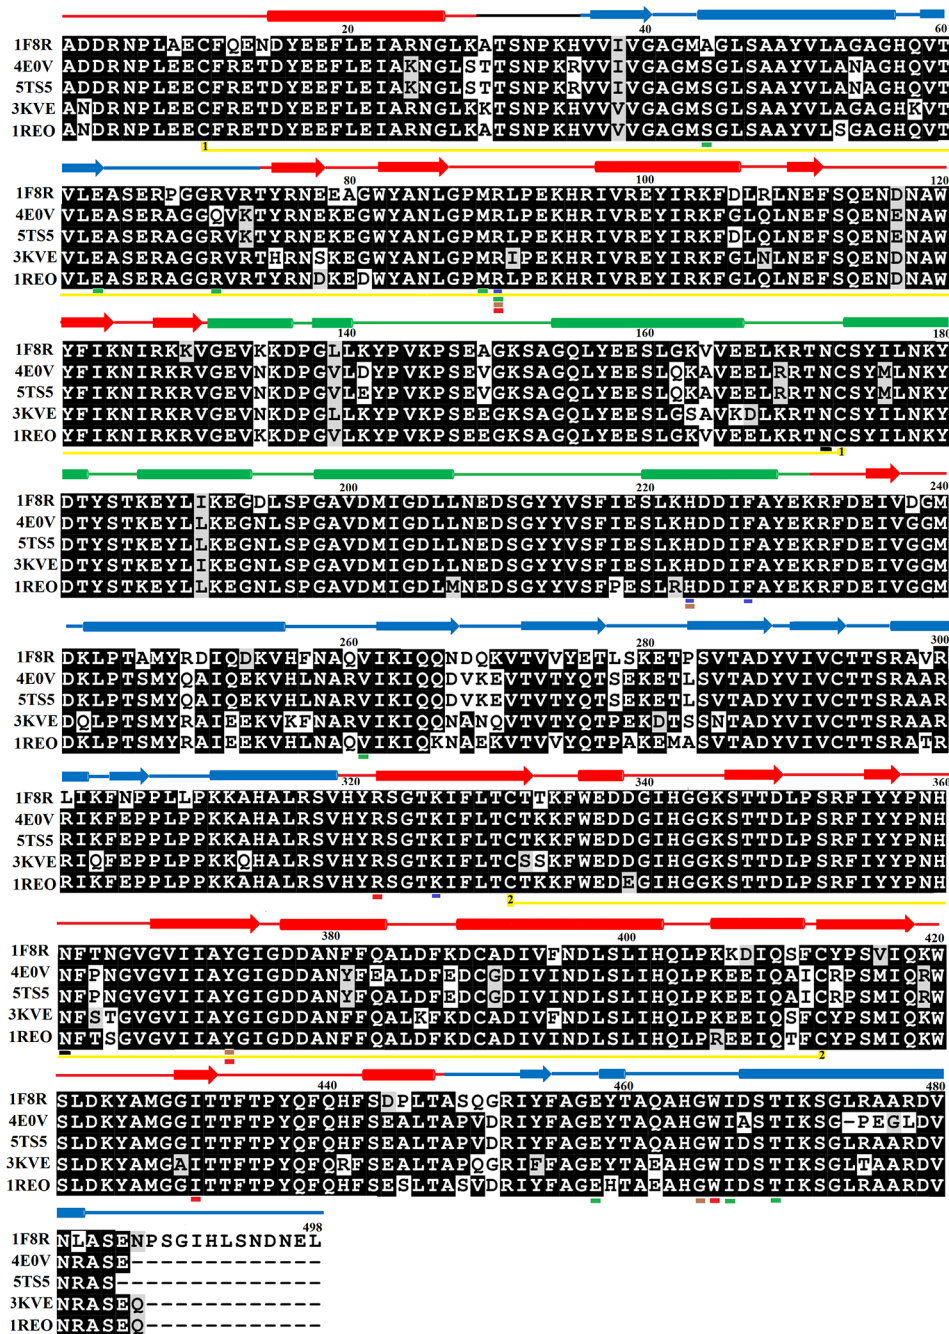 20 40 60
1F8R ADDRNPLAECFQENDYEEFLEIARNGLKATSNPKHVVIVGAGMAGLSAAYVLAGAGHQVT
4E0V ADDRNPLEECFRETDYEEFLEIAKNGLSTTSNPKRVVIVGAGMSGLSAAYVLANAGHQVT
5TS5 ADDRNPLEECFRETDYEEFLEIAKNGLSTTSNPKRVVIVGAGMSGLSAAYVLANAGHQVT
3KVE ANDRNPLEECFRETDYEEFLEIARNGLKKTSNPKHVVVVGAGMSGLSAAYVLAGAGHKVT
1REO ANDRNPLEECFRETDYEEFLEIARNGLKATSNPKHVVVVGAGMSGLSAAYVLSGAGHQVT
1
80 100 120
1F8R VLEASERPGGRVRTYRNEEAGWYANLGPMRLPEKHRIVREYIRKFDLRLNEFSQENDNAW
4E0V VLEASERAGGQVKTYRNEKEGWYANLGPMRLPEKHRIVREYIRKFGLQLNEFSQENENAW
5TS5 VLEASERAGGRVKTYRNEKEGWYANLGPMRLPEKHRIVREYIRKFDLQLNEFSQENENAW
3KVE VLEASERAGGRVRTHRNSKEGWYANLGPMRIPEKHRIVREYIRKFGLNLNEFSQENDNAW
1REO VLEASERAGGRVRTYRNDKEDWYANLGPMRLPEKHRIVREYIRKFGLQLNEFSQENDNAW
140 160 180
1F8R YFIKNIRKKVGEVKKDPGLLKYPVKPSEAGKSAGQLYEESLGKVVEELKRTNCSYILNKY
4E0V YFIKNIRKRVGEVNKDPGVLDYPVKPSEVGKSAGQLYEESLQKAVEELRRTNCSYMLNKY
5TS5 YFIKNIRKRVGEVNKDPGVLEYPVKPSEVGKSAGQLYEESLQKAVEELRRTNCSYMLNKY
3KVE YFIKNIRKRVGEVNKDPGLLKYPVKPSEEGKSAGQLYEESLGSAVKDLKRTNCSYILNKY
1REO YFIKNIRKRVGEVKKDPGVLKYPVKPSEEGKSAGQLYEESLGKVVEELKRTNCSYILNKY
1
200 220 240
1F8R DTYSTKEYLIKEGDLSPGAVDMIGDLLNEDSGYYVSFIESLKHDDIFAYEKRFDEIVDGM
4E0V DTYSTKEYLLKEGNLSPGAVDMIGDLLNEDSGYYVSFIESLKHDDIFAYEKRFDEIVGGM
5TS5 DTYSTKEYLLKEGNLSPGAVDMIGDLLNEDSGYYVSFIESLKHDDIFAYEKRFDEIVGGM
3KVE DTYSTKEYLIKEGNLSPGAVDMIGDLLNEDSGYYVSFIESLKHDDIFAYEKRFDEIVGGM
1REO DTYSTKEYLLKEGNLSPGAVDMIGDLMNEDSGYYVSFPESLRHDDIFAYEKRFDEIVGGM
260 280 300
1F8R DKLPTAMYRDIQDKVHFNAQVIKIQQNDQKVTVVYETLSKETPSVTADYVIVCTTSRAVR
4E0V DKLPTSMYQAIQEKVHLNARVIKIQQDVKEVTVTYQTSEKETLSVTADYVIVCTTSRAAR
5TS5 DKLPTSMYQAIQEKVHLNARVIKIQQDVKEVTVTYQTSEKETLSVTADYVIVCTTSRAAR
3KVE DQLPTSMYRAIEEKVKFNARVIKIQQNANQVTVTYQTPEKDTSSNTADYVIVCTTSRAAR
1REO DKLPTSMYRAIEEKVHLNAQVIKIQKNAEKVTVVYQTPAKEMASVTADYVIVCTTSRATR
320 340 360
1F8R LIKFNPPLLPKKAHALRSVHYRSGTKIFLTCTTKFWEDDGIHGGKSTTDLPSRFIYYPNH
4E0V RIKFEPPLPPKKAHALRSVHYRSGTKIFLTCTKKFWEDDGIHGGKSTTDLPSRFIYYPNH
5TS5 RIKFEPPLPPKKAHALRSVHYRSGTKIFLTCTKKFWEDDGIHGGKSTTDLPSRFIYYPNH
3KVE RIQFEPPLPPKKQHALRSVHYRSGTKIFLTCSSKFWEDDGIHGGKSTTDLPSRFIYYPNH
1REO RIKFEPPLPPKKAHALRSVHYRSGTKIFLTCTKKFWEDEGIHGGKSTTDLPSRFIYYPNH
2
380 400 420
1F8R NFTNGVGVIIAYGIGDDANFFQALDFKDCADIVFNDLSLIHQLPKKDIQSFCYPSVIQKW
4E0V NFPNGVGVIIAYGIGDDANYFEALDFEDCGDIVINDLSLIHQLPKEEIQAICRPSMIQRW
5TS5 NFPNGVGVIIAYGIGDDANYFQALDFEDCGDIVINDLSLIHQLPKEEIQAICRPSMIQRW
3KVE NFSTGVGVIIAYGIGDDANFFQALKFKDCADIVFNDLSLIHQLPKEEIQSFCYPSMIQKW
1REO NFTSGVGVIIAYGIGDDANFFQALDFKDCADIVINDLSLIHQLPREEIQTFCYPSMIQKW
2
440 460 480
1F8R SLDKYAMGGITTFTPYQFQHFSDPLTASQGRIYFAGEYTAQAHGWIDSTIKSGLRAARDV
4E0V SLDKYAMGGITTFTPYQFQHFSEALTAPVDRIYFAGEYTAQAHGWIASTIKSG-PEGLDV
5TS5 SLDKYAMGGITTFTPYQFQHFSEALTAPVDRIYFAGEYTAQAHGWIDSTIKSGLRAARDV
3KVE SLDKYAMGAITTFTPYQFQRFSEALTAPQGRIFFAGEYTAEAHGWIDSTIKSGLTAARDV
1REO SLDKYAMGGITTFTPYQFQHFSESLTASVDRIYFAGEHTAEAHGWIDSTIKSGLRAARDV
498
1F8R NLASENPSGIHLSNDNEL
4E0V NRASE-------------
5TS5 NRAS--------------
3KVE NRASEQ------------
1REO NRASEQ------------